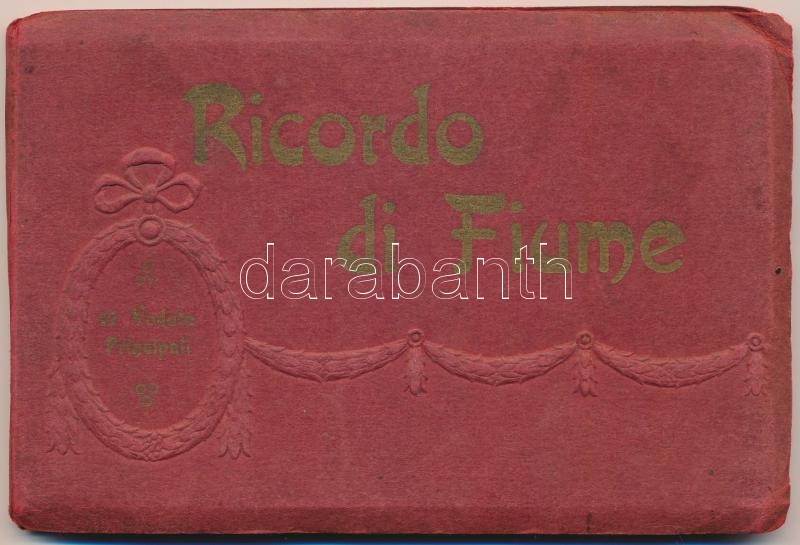 Ricordo
di Fiume
darabanth
Vedute
Principali